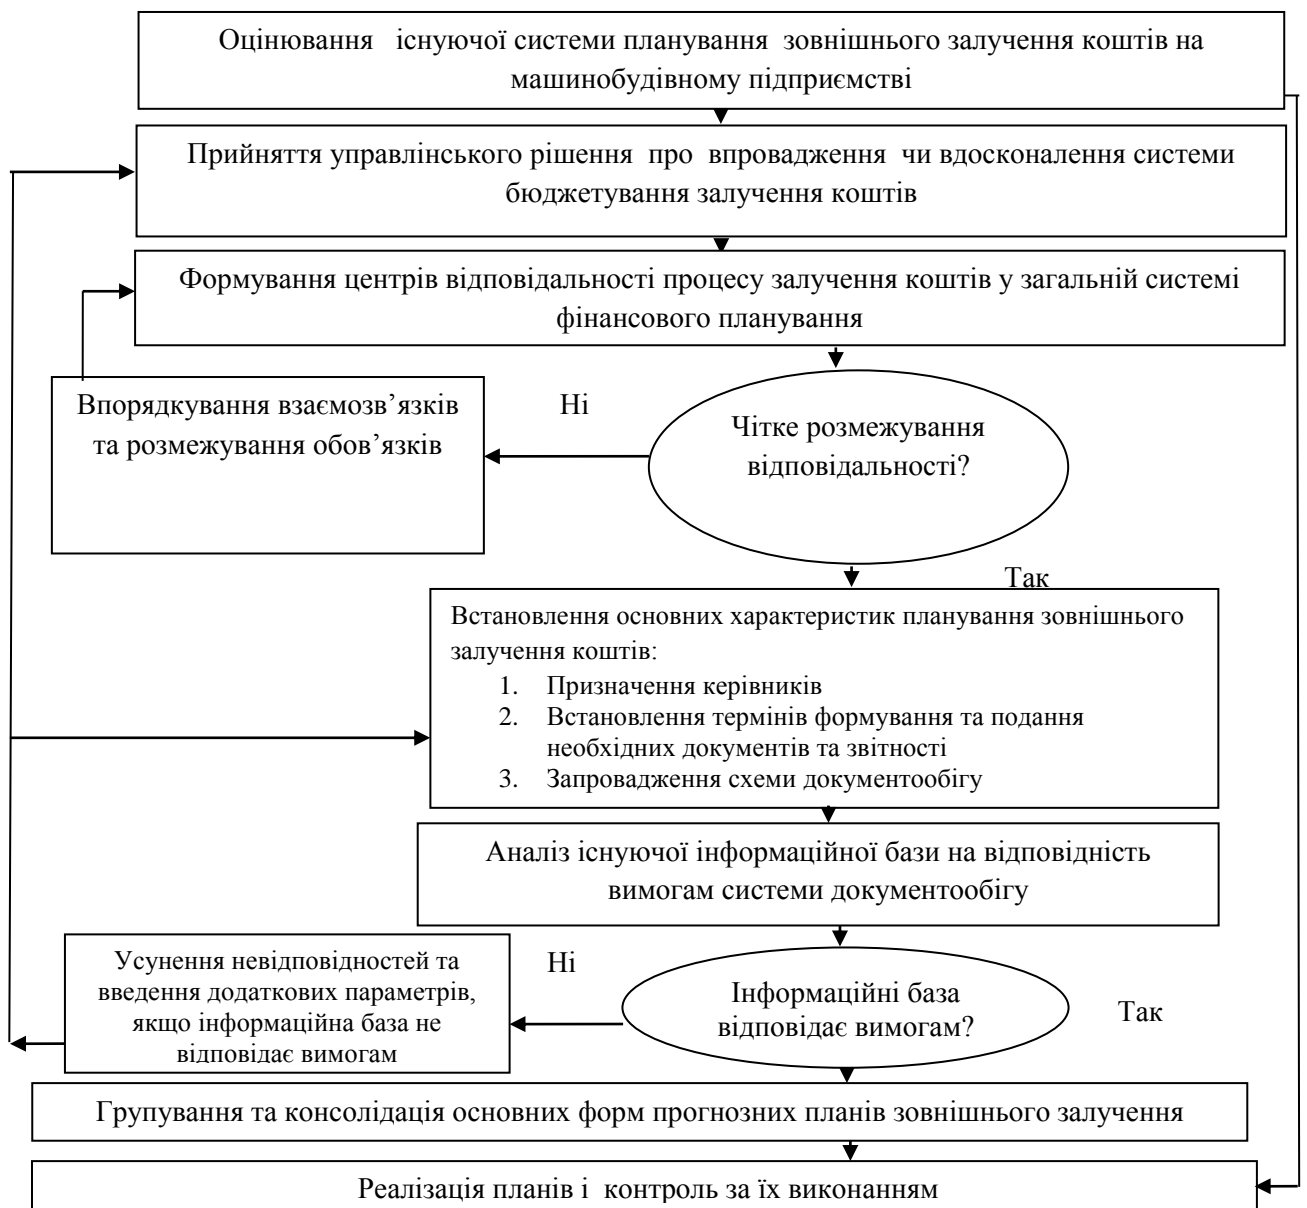 Оцінювання існуючої системи планування зовнішнього залучення коштів на
машинобудівному підприємстві
Прийняття управлінського рішення про впровадження чи вдосконалення системи
бюджетування залучення коштів
Формування центрів відповідальності процесу залучення коштів у загальній системі
фінансового планування
Впорядкування взаємозв’язків
та розмежування обов’язків
Ні
Чітке розмежування
відповідальності?
Так
Встановлення основних характеристик планування зовнішнього
залучення коштів:
1. Призначення керівників
2. Встановлення термінів формування та подання
необхідних документів та звітності
3. Запровадження схеми документообігу
Аналіз існуючої інформаційної бази на відповідність
вимогам системи документообігу
Усунення невідповідностей та
введення додаткових параметрів,
якщо інформаційна база не
відповідає вимогам
Ні
Інформаційні база
відповідає вимогам?
Так
Групування та консолідація основних форм прогнозних планів зовнішнього залучення
Реалізація планів і контроль за їх виконанням